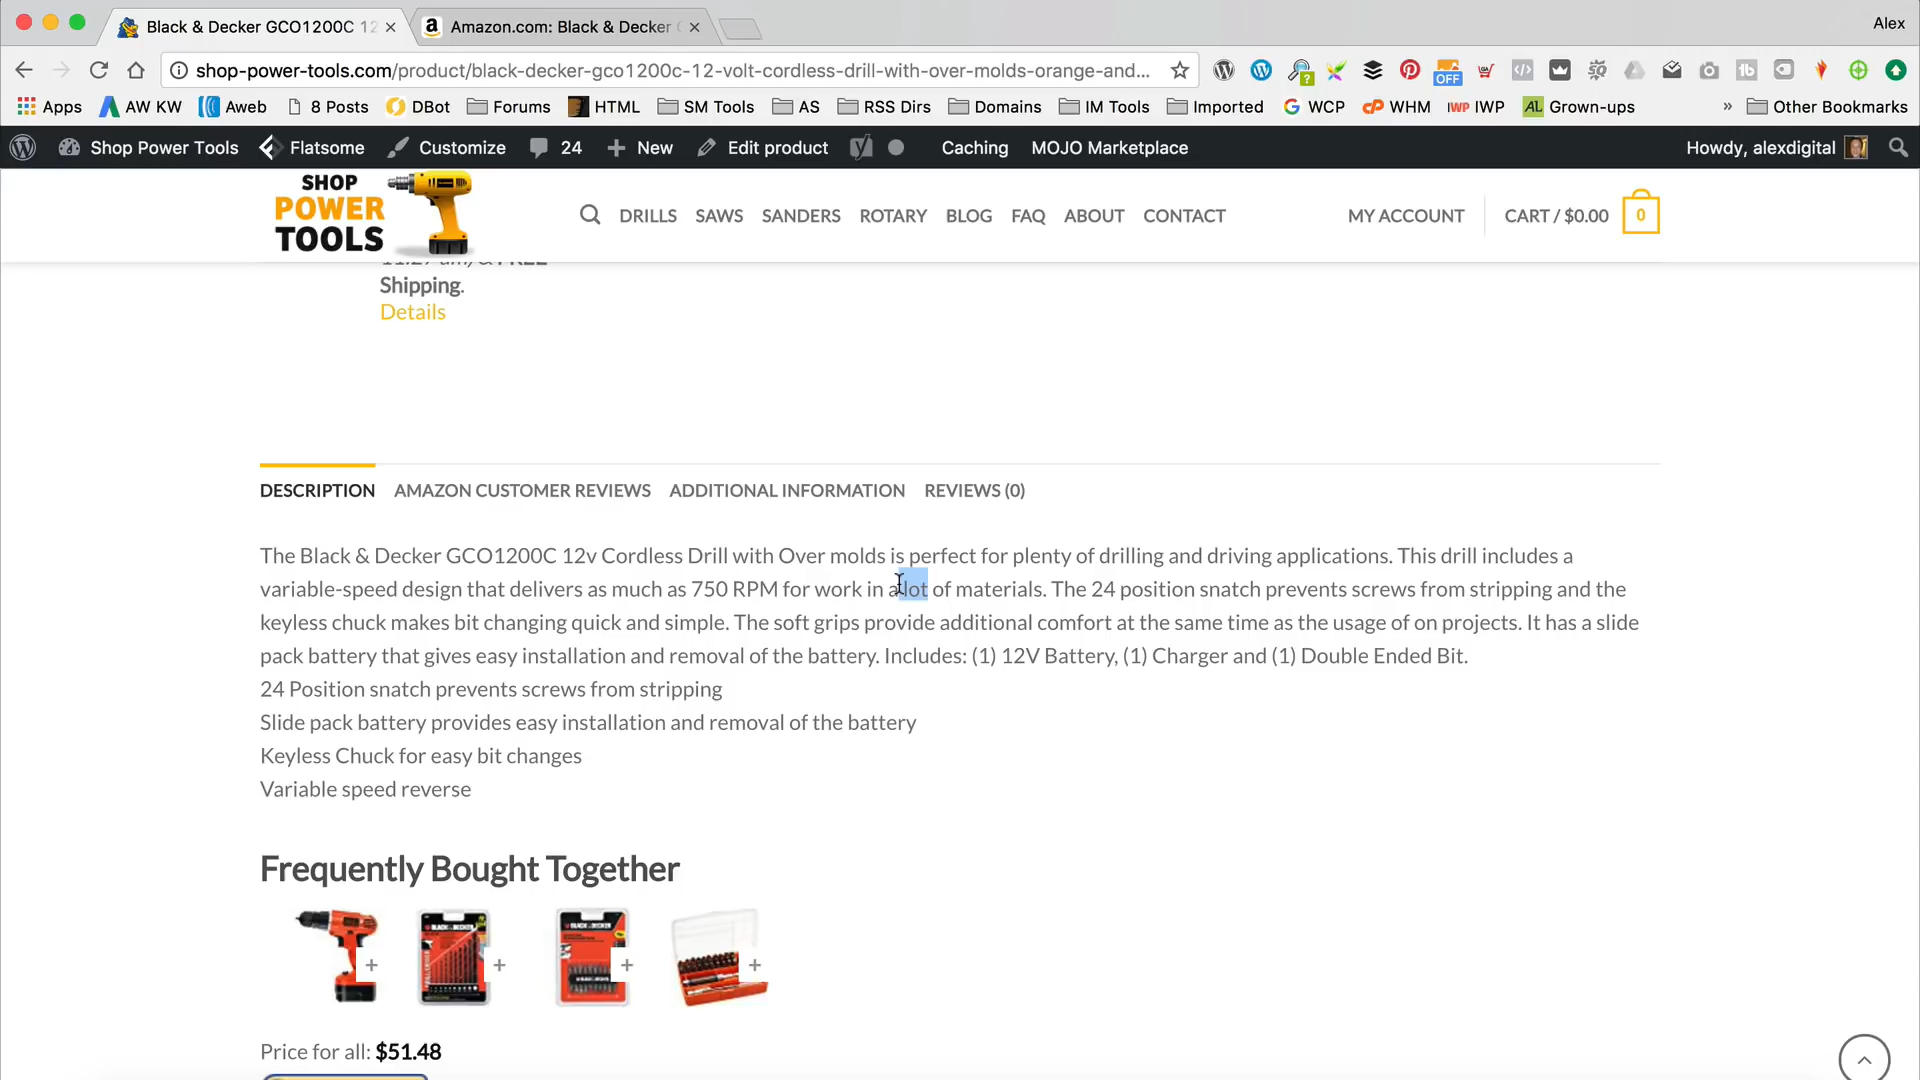 Black & Decker GCO1200C 12
Amazon.com: Black & Decker
Alex
shop-power-tools.com/product/black-decker-gco1200c-12-volt-cordless-drill-with-over-molds-orange-and...
OFF
Apps AW KW Aweb 8 Posts DBot Forums HTML SM Tools AS RSS Dirs Domains IM Tools Imported WCP WHM IWP IWP Grown-ups » Other Bookmarks
Shop Power Tools Flatsome Customize 24 + New Edit product Caching MOJO Marketplace Howdy, alexdigital
SHOP
POWER
TOOLS
DRILLS SAWS SANDERS ROTARY BLOG FAQ ABOUT CONTACT MY ACCOUNT CART / $0.00 0
Shipping.
Details
DESCRIPTION AMAZON CUSTOMER REVIEWS ADDITIONAL INFORMATION REVIEWS (0)
The Black & Decker GCO1200C 12v Cordless Drill with Over molds is perfect for plenty of drilling and driving applications. This drill includes a
variable-speed design that delivers as much as 750 RPM for work in a lot of materials. The 24 position snatch prevents screws from stripping and the
keyless chuck makes bit changing quick and simple. The soft grips provide additional comfort at the same time as the usage of on projects. It has a slide
pack battery that gives easy installation and removal of the battery. Includes: (1) 12V Battery, (1) Charger and (1) Double Ended Bit.
24 Position snatch prevents screws from stripping
Slide pack battery provides easy installation and removal of the battery
Keyless Chuck for easy bit changes
Variable speed reverse
Frequently Bought Together
+ + + +
Price for all: $51.48